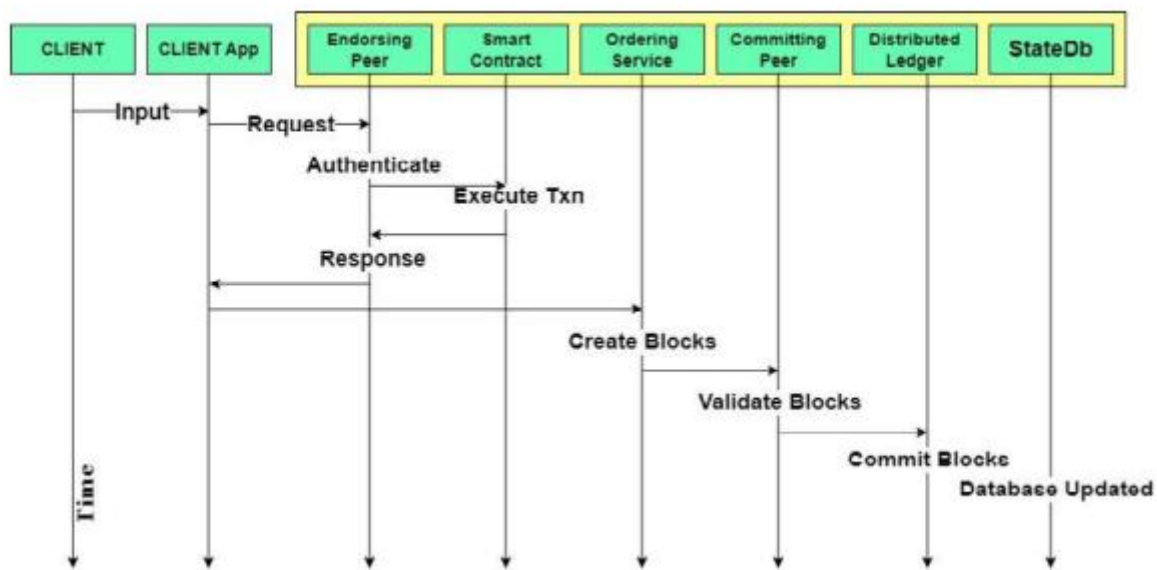 CLIENT
CLIENT App
Endorsing
Peer
Smart
Contract
Ordering
Service
Committing
Peer
Distributed
Ledger
StateDb
Input
Request
Authenticate
Execute Txn
Response
Create Blocks
Validate Blocks
Commit Blocks
Database Updated
Time